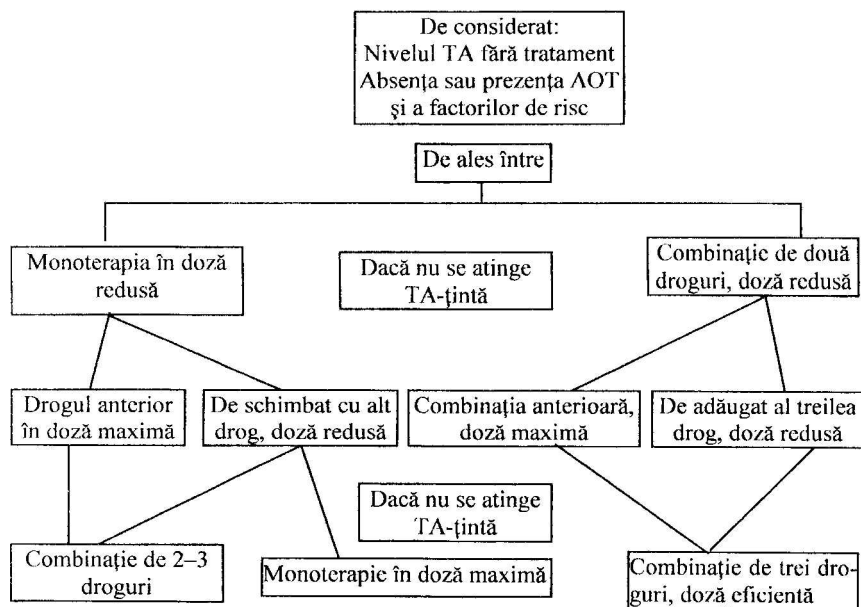 De considerat:
Nivelul TA fără tratament
Absența sau prezența AOT
și a factorilor de risc
De ales între
Monoterapia în doză
redusă
Dacă nu se atinge
TA-țintă
Combinație de două
droguri, doză redusă
Drogul anterior
în doză maximă
De schimbat cu alt
drog, doză redusă
Combinația anterioară,
doză maximă
De adăugat al treilea
drog, doză redusă
Dacă nu se atinge
TA-țintă
Combinație de 2–3
droguri
Monoterapie în doză maximă
Combinație de trei dro-
guri, doză eficientă